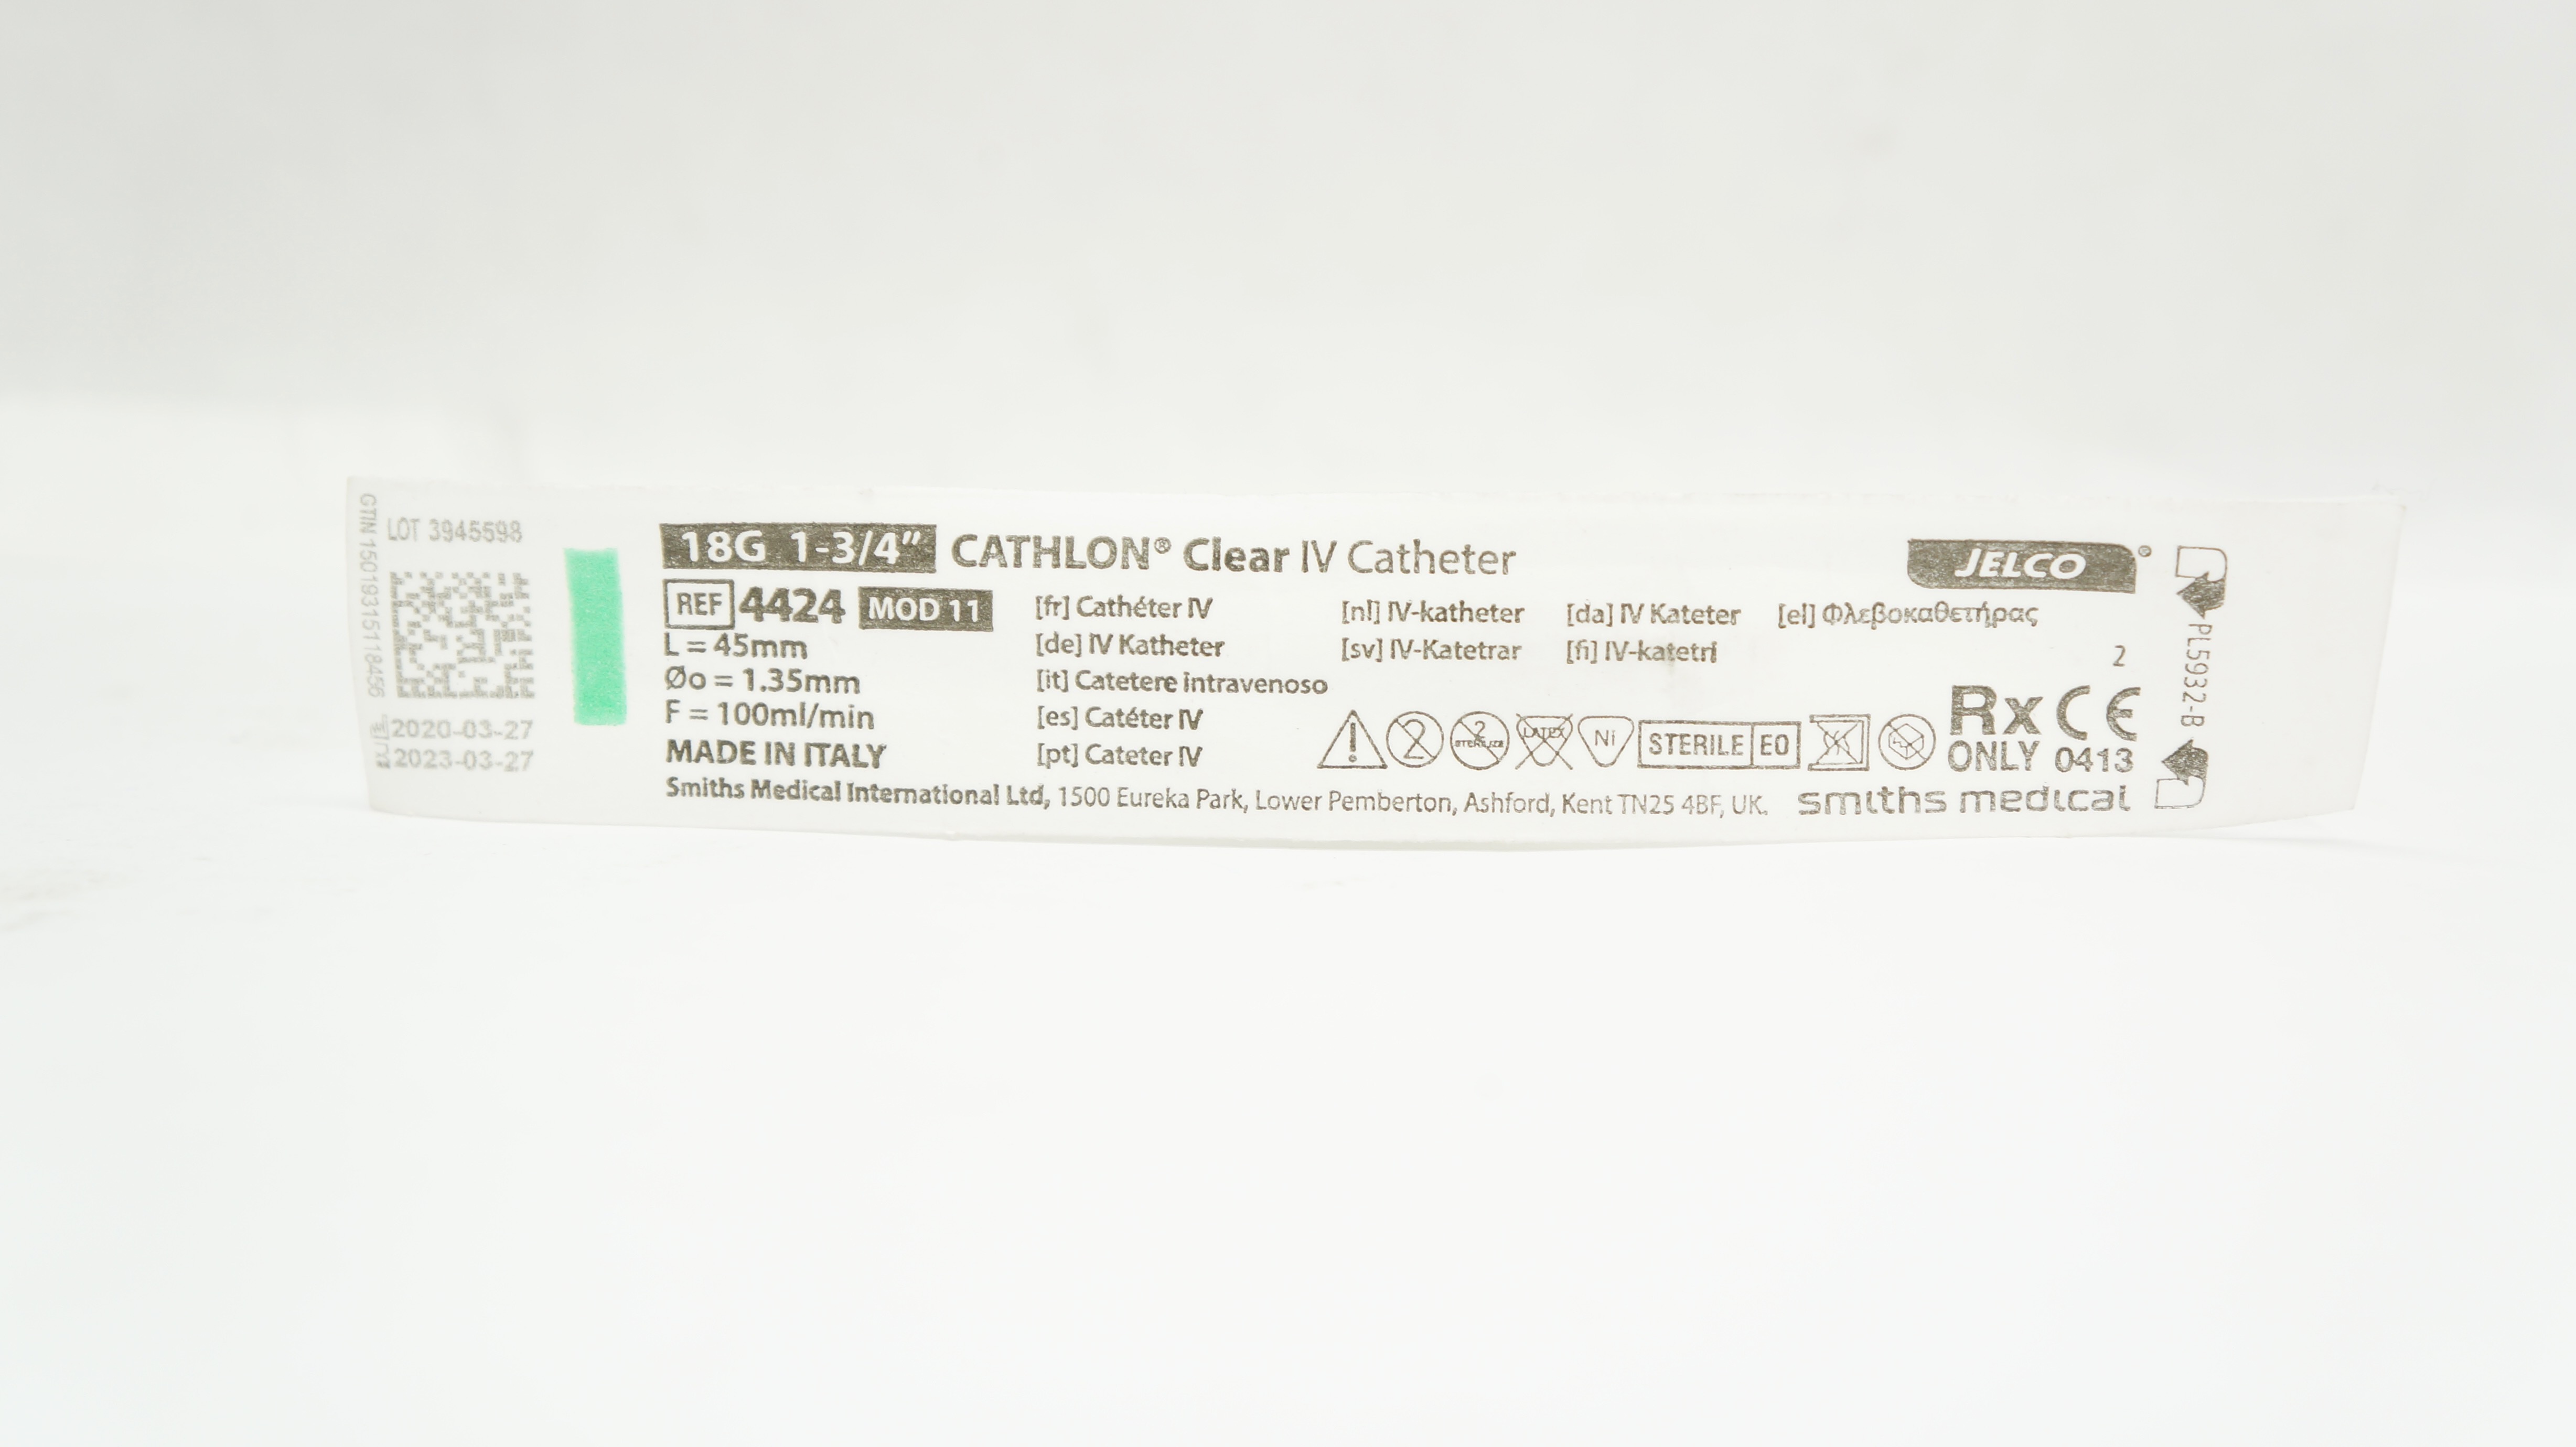 GTIN 15019315118456
LOT 3945598
2020-03-27
2023-03-27
18G 1-3/4" CATHLON® Clear IV Catheter
REF 4424 MOD 11
L = 45mm
Øo = 1.35mm
F = 100ml/min
MADE IN ITALY
[fr] Cathéter IV
[de] IV Katheter
[it] Catetere intravenoso
[es] Catéter IV
[pt] Cateter IV
[nl] IV-katheter
[sv] IV-Katetrar
[da] IV Kateter
[fi] IV-katetri
[el] Φλεβοκαθετήρας
JELCO®
2
2
2 STERILIZE
LATEX
Ni
STERILE EO
Rx ONLY
CE 0413
Smiths Medical International Ltd, 1500 Eureka Park, Lower Pemberton, Ashford, Kent TN25 4BF, UK.
smiths medical
PL5932-B